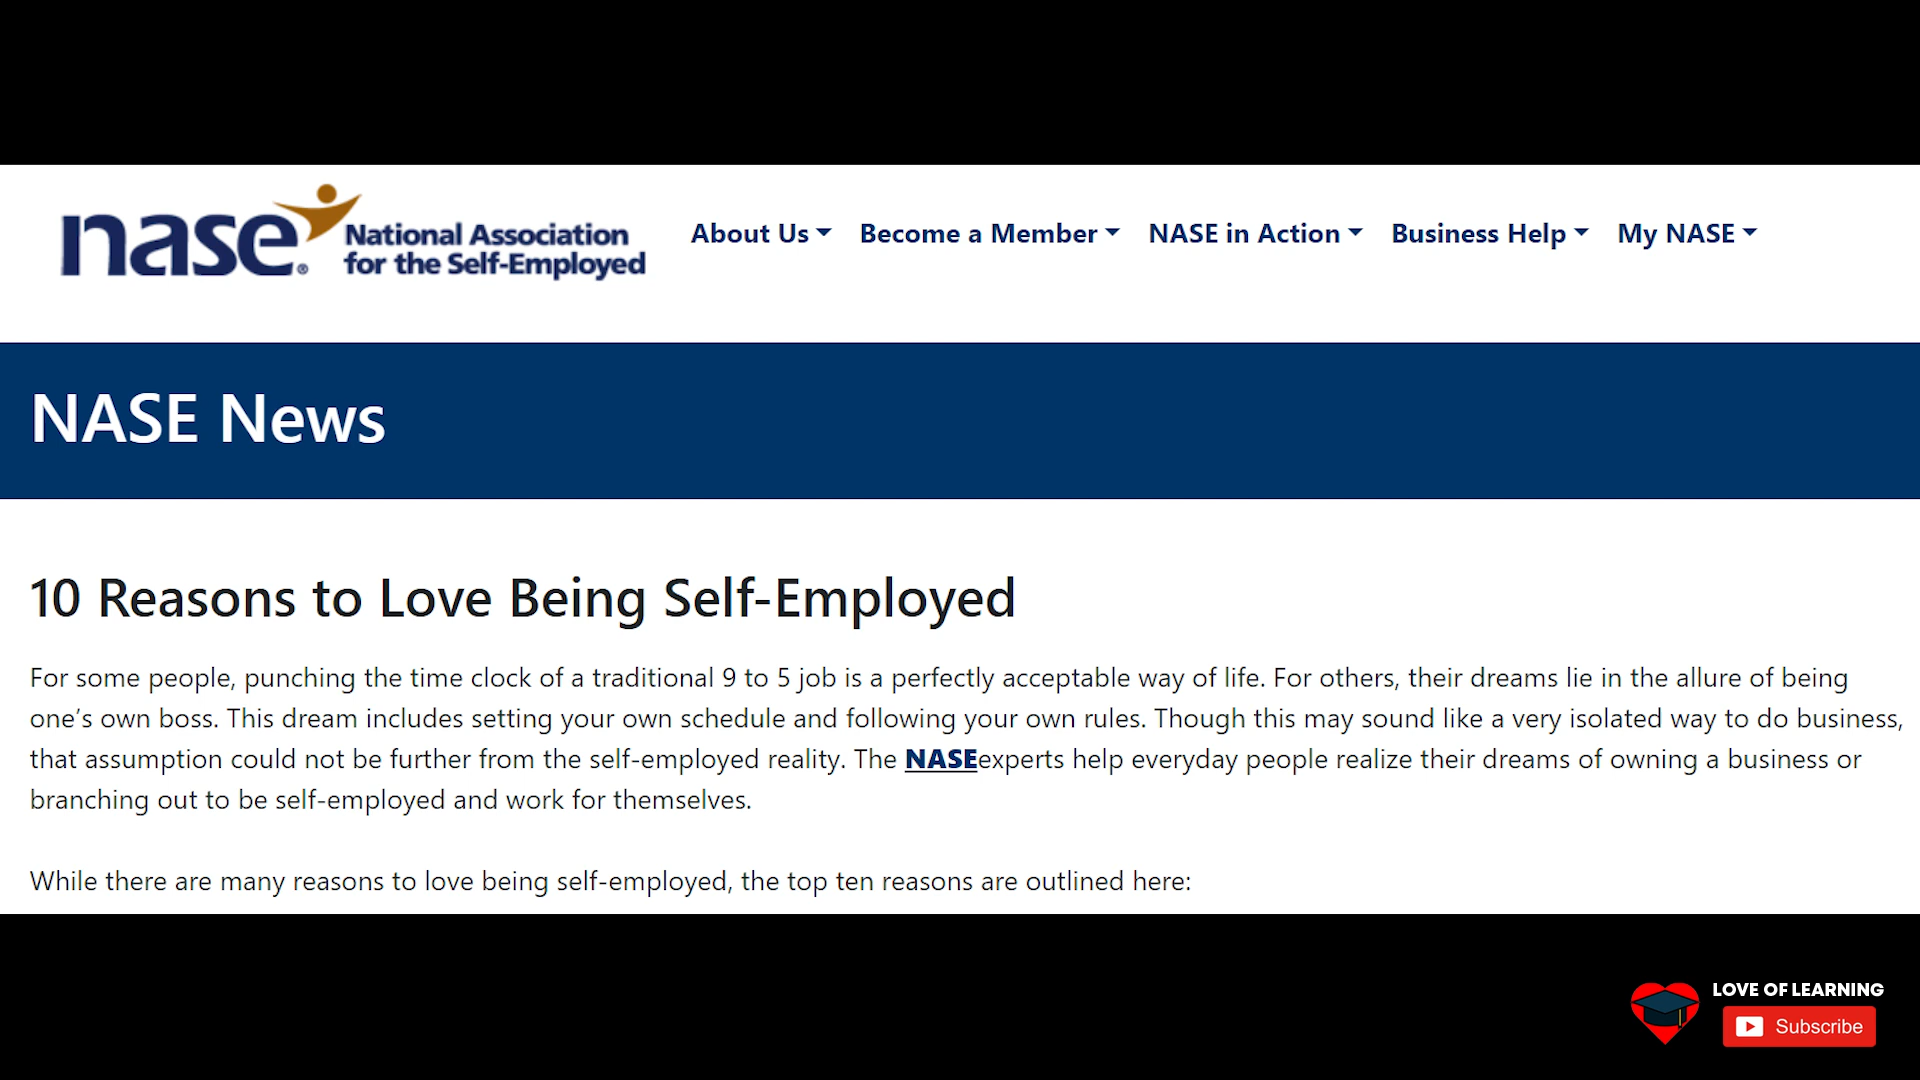 nase®
National Association
for the Self-Employed
About Us
Become a Member
NASE in Action
Business Help
My NASE
NASE News
10 Reasons to Love Being Self-Employed
For some people, punching the time clock of a traditional 9 to 5 job is a perfectly acceptable way of life. For others, their dreams lie in the allure of being
one’s own boss. This dream includes setting your own schedule and following your own rules. Though this may sound like a very isolated way to do business,
that assumption could not be further from the self-employed reality. The NASEexperts help everyday people realize their dreams of owning a business or
branching out to be self-employed and work for themselves.
While there are many reasons to love being self-employed, the top ten reasons are outlined here:
LOVE OF LEARNING
Subscribe